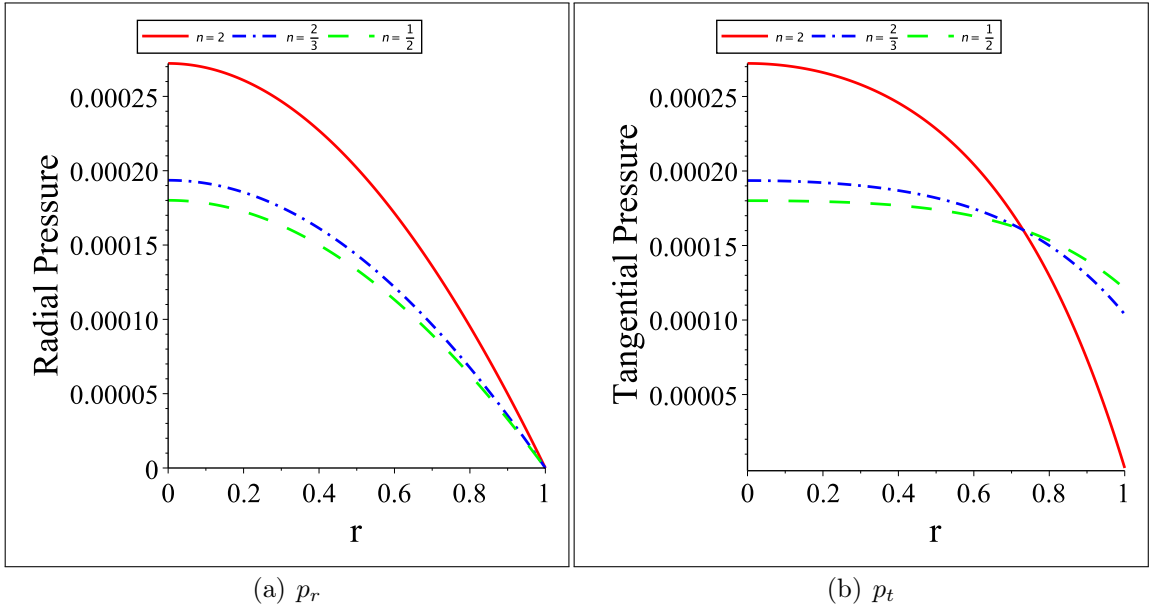 n = 2 n = 2/3 n = 1/2
Radial Pressure
0.00025
0.00020
0.00015
0.00010
0.00005
0
0 0.2 0.4 0.6 0.8 1
r
(a) p_r
n = 2 n = 2/3 n = 1/2
Tangential Pressure
0.00025
0.00020
0.00015
0.00010
0.00005
0 0.2 0.4 0.6 0.8 1
r
(b) p_t